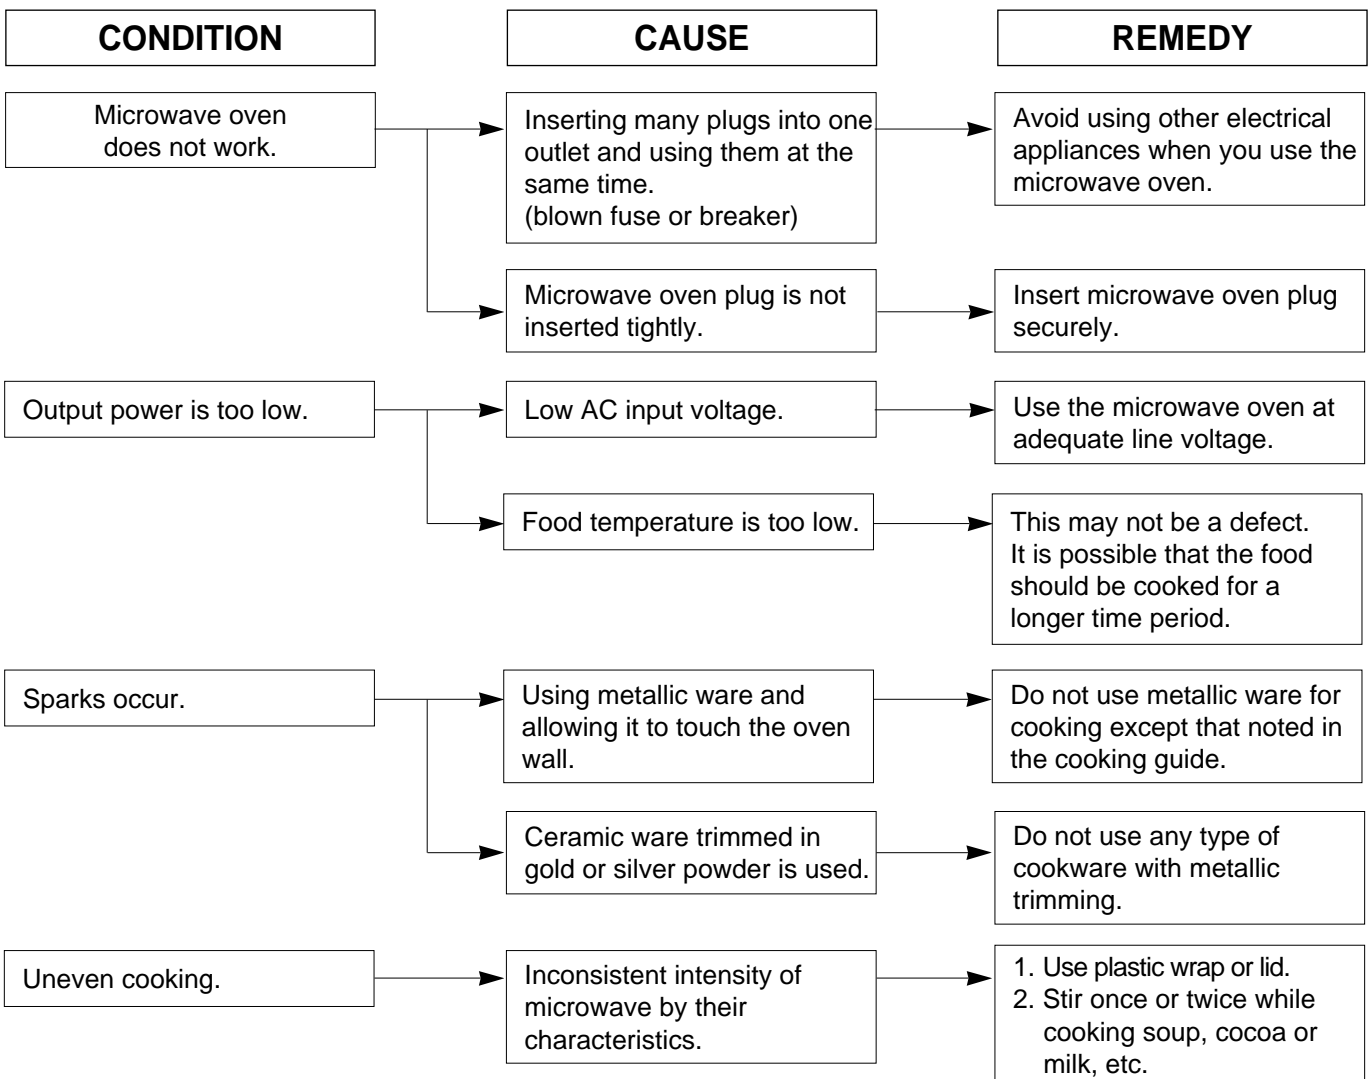 CONDITION
CAUSE
REMEDY
Microwave oven
does not work.
Inserting many plugs into one
outlet and using them at the
same time.
(blown fuse or breaker)
Avoid using other electrical
appliances when you use the
microwave oven.
Microwave oven plug is not
inserted tightly.
Insert microwave oven plug
securely.
Output power is too low.
Low AC input voltage.
Use the microwave oven at
adequate line voltage.
Food temperature is too low.
This may not be a defect.
It is possible that the food
should be cooked for a
longer time period.
Sparks occur.
Using metallic ware and
allowing it to touch the oven
wall.
Do not use metallic ware for
cooking except that noted in
the cooking guide.
Ceramic ware trimmed in
gold or silver powder is used.
Do not use any type of
cookware with metallic
trimming.
Uneven cooking.
Inconsistent intensity of
microwave by their
characteristics.
1. Use plastic wrap or lid.
2. Stir once or twice while
cooking soup, cocoa or
milk, etc.